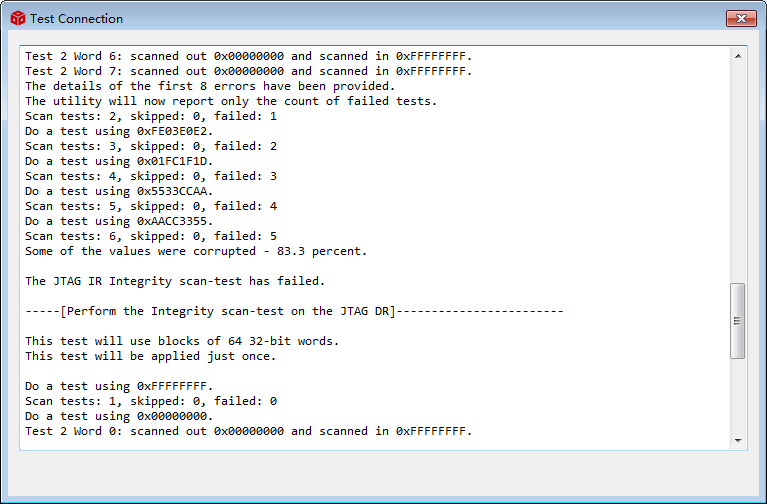 Test Connection
Test 2 Word 6: scanned out 0x00000000 and scanned in 0xFFFFFFFF.
Test 2 Word 7: scanned out 0x00000000 and scanned in 0xFFFFFFFF.
The details of the first 8 errors have been provided.
The utility will now report only the count of failed tests.
Scan tests: 2, skipped: 0, failed: 1
Do a test using 0xFE03E0E2.
Scan tests: 3, skipped: 0, failed: 2
Do a test using 0x01FC1F1D.
Scan tests: 4, skipped: 0, failed: 3
Do a test using 0x5533CCAA.
Scan tests: 5, skipped: 0, failed: 4
Do a test using 0xAACC3355.
Scan tests: 6, skipped: 0, failed: 5
Some of the values were corrupted - 83.3 percent.
The JTAG IR Integrity scan-test has failed.
-----[Perform the Integrity scan-test on the JTAG DR]------------------------
This test will use blocks of 64 32-bit words.
This test will be applied just once.
Do a test using 0xFFFFFFFF.
Scan tests: 1, skipped: 0, failed: 0
Do a test using 0x00000000.
Test 2 Word 0: scanned out 0x00000000 and scanned in 0xFFFFFFFF.